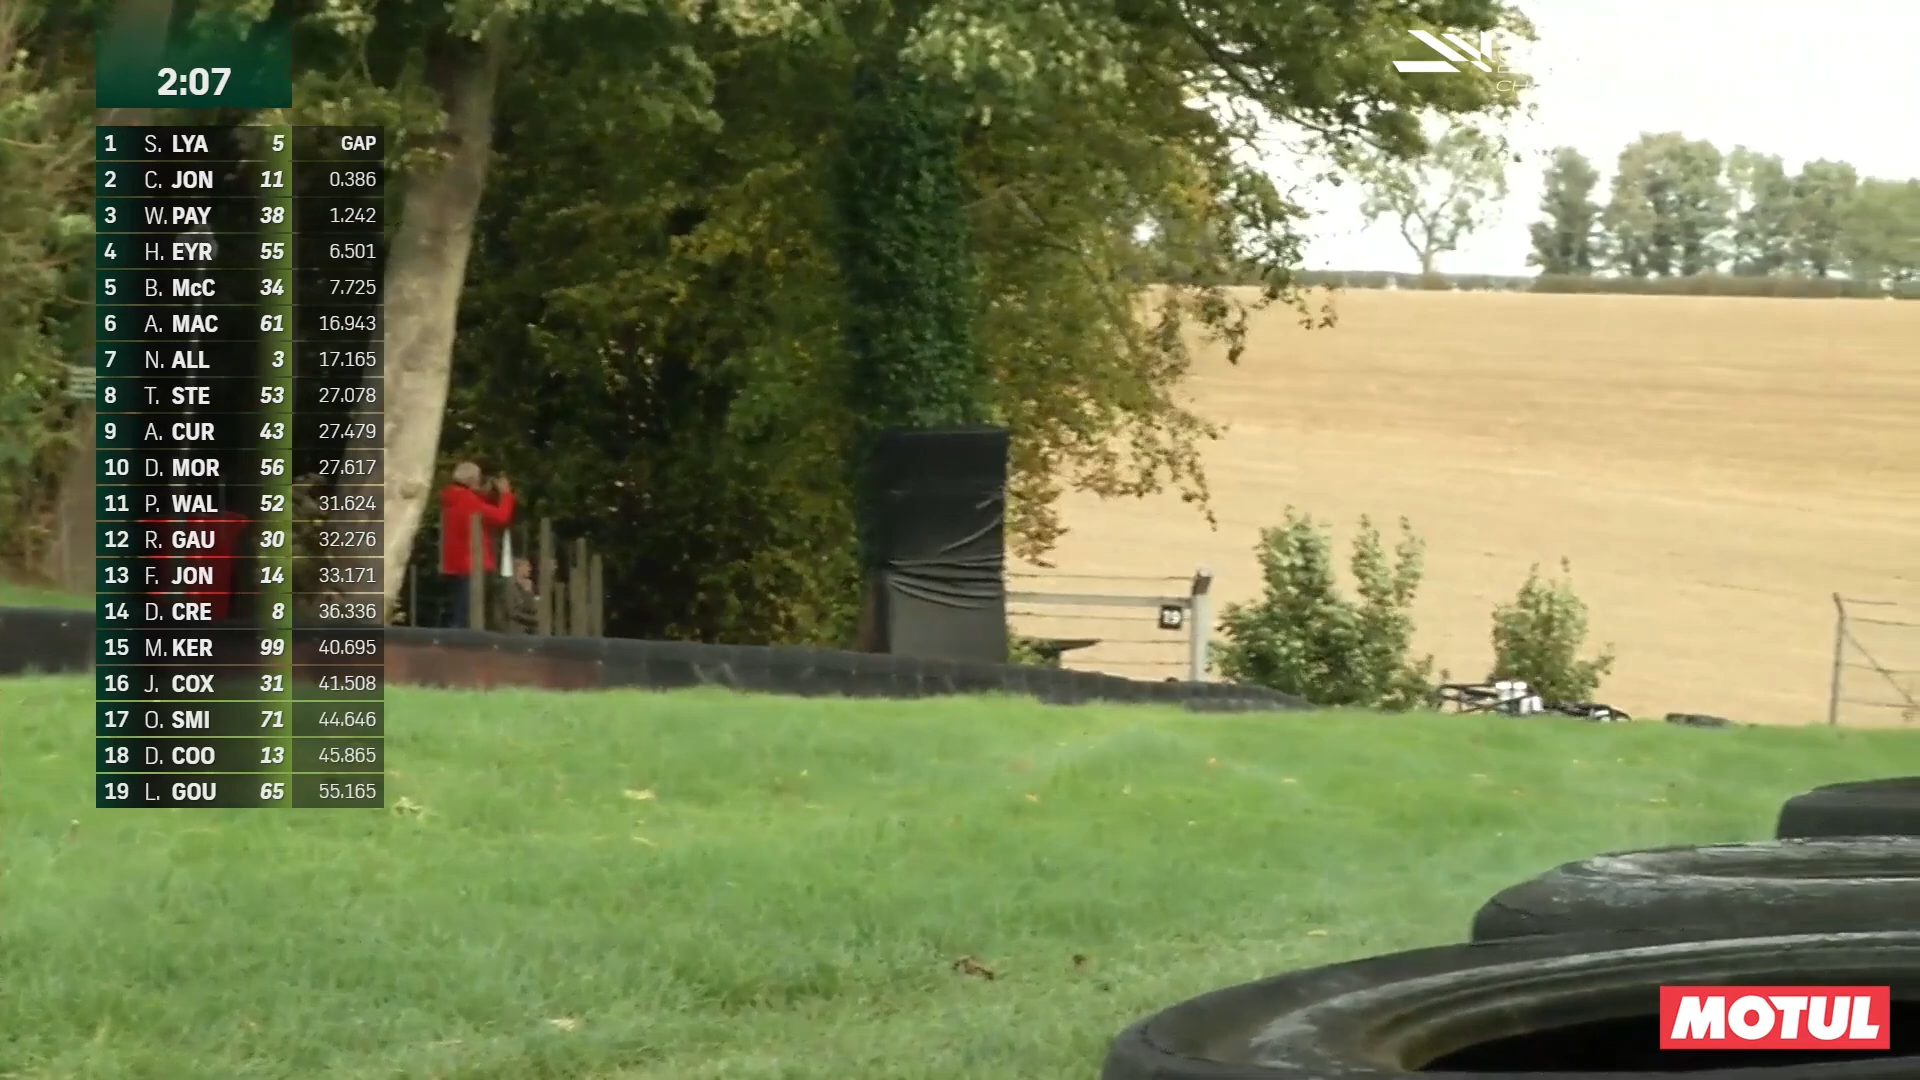 2:07
1 S. LYA 5 GAP
2 C. JON 11 0.386
3 W. PAY 38 1.242
4 H. EYR 55 6.501
5 B. McC 34 7.725
6 A. MAC 61 16.943
7 N. ALL 3 17.165
8 T. STE 53 27.078
9 A. CUR 43 27.479
10 D. MOR 56 27.617
11 P. WAL 52 31.624
12 R. GAU 30 32.276
13 F. JON 14 33.171
14 D. CRE 8 36.336
15 M. KER 99 40.695
16 J. COX 31 41.508
17 O. SMI 71 44.646
18 D. COO 13 45.865
19 L. GOU 65 55.165
MOTUL